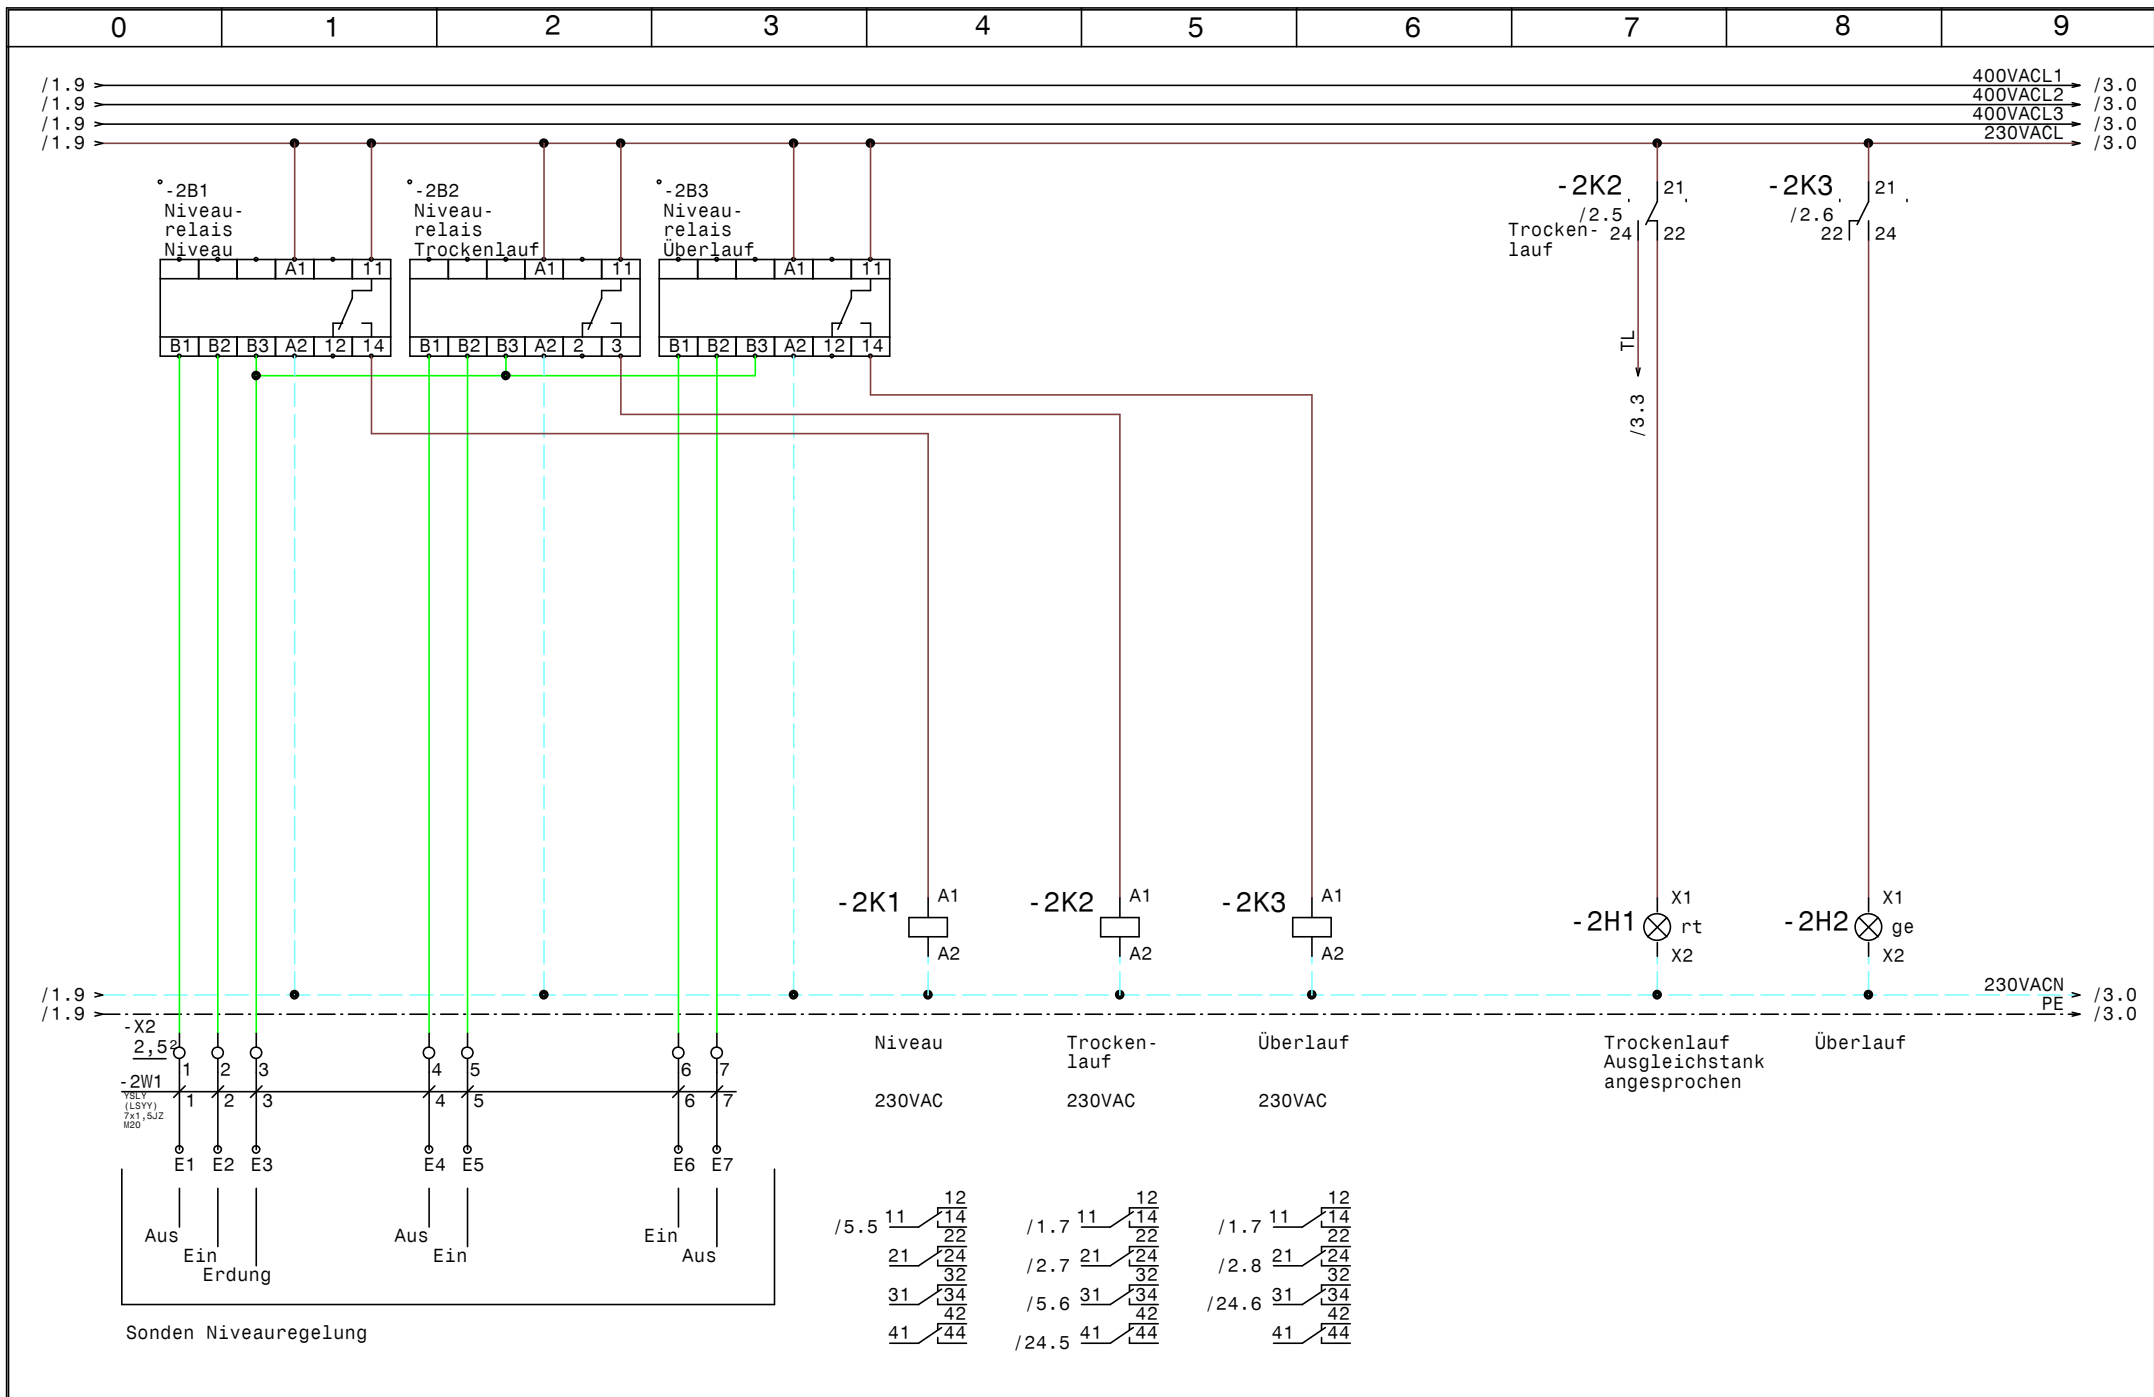 0 1 2 3 4 5 6 7 8 9
/1.9 400VACL1 /3.0
/1.9 400VACL2 /3.0
/1.9 400VACL3 /3.0
/1.9 230VACL /3.0
-2B1
Niveau-
relais
Niveau
-2B2
Niveau-
relais
Trockenlauf
-2B3
Niveau-
relais
Überlauf
-2K2 21
/2.5
Trocken-
lauf
24 22
-2K3 21
/2.6
22 24
A1 11 A1 11 A1 11
B1 B2 B3 A2 12 14
B1 B2 B3 A2 2 3
B1 B2 B3 A2 12 14
TL
/3.3
-2K1 A1
A2
-2K2 A1
A2
-2K3 A1
A2
-2H1 X1
rt
X2
-2H2 X1
ge
X2
/1.9 230VACN /3.0
/1.9 PE /3.0
-X2
2,5²
1 2 3 4 5 6 7
-2W1
YSLY
(LSYY)
7x1,5JZ
M20
1 2 3 4 5 6 7
E1 E2 E3 E4 E5 E6 E7
Aus
Ein
Erdung
Aus
Ein
Ein
Aus
Sonden Niveauregelung
Niveau
230VAC
Trocken-
lauf
230VAC
Überlauf
230VAC
Trockenlauf
Ausgleichstank
angesprochen
Überlauf
12
/5.5 11 14
22
21 24
32
31 34
42
41 44
12
/1.7 11 14
22
/2.7 21 24
32
/5.6 31 34
42
/24.5 41 44
12
/1.7 11 14
22
/2.8 21 24
32
/24.6 31 34
42
41 44